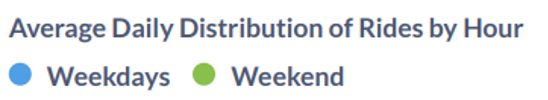 Average Daily Distribution of Rides by Hour
Weekdays Weekend